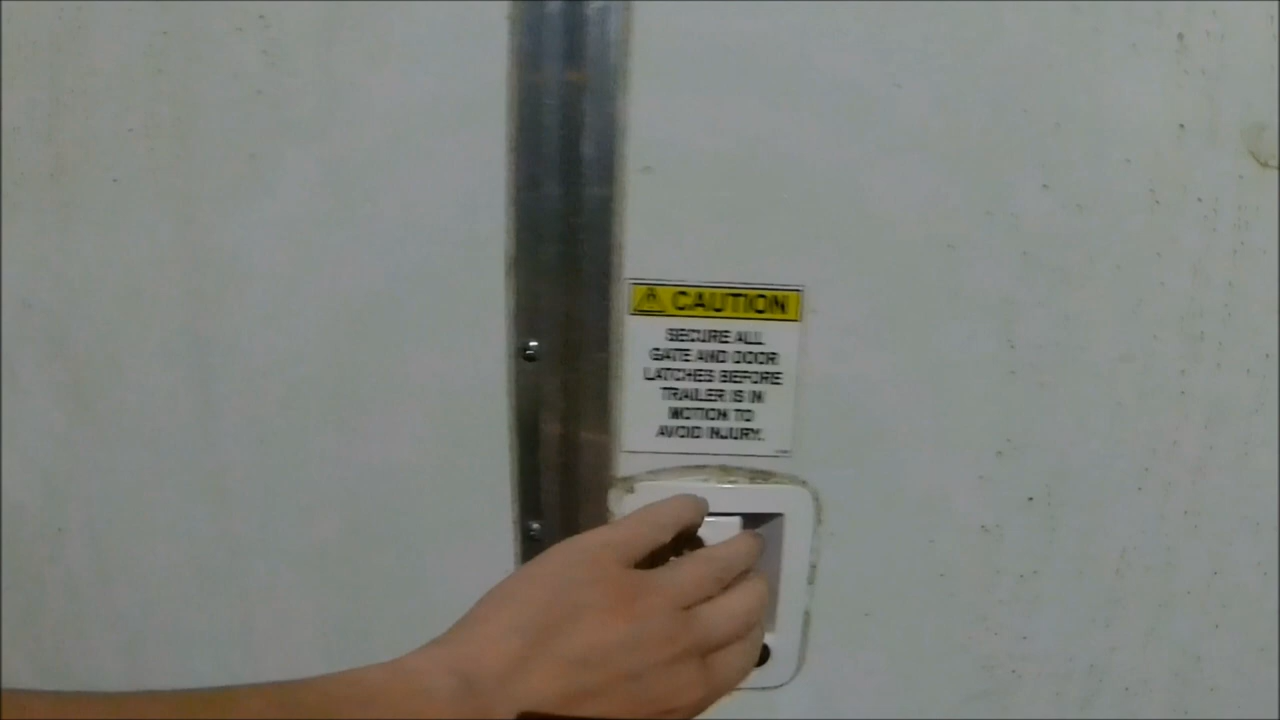 CAUTION
SECURE ALL
GATE AND DOOR
LATCHES BEFORE
TRAILER IS IN
MOTION TO
AVOID INJURY.